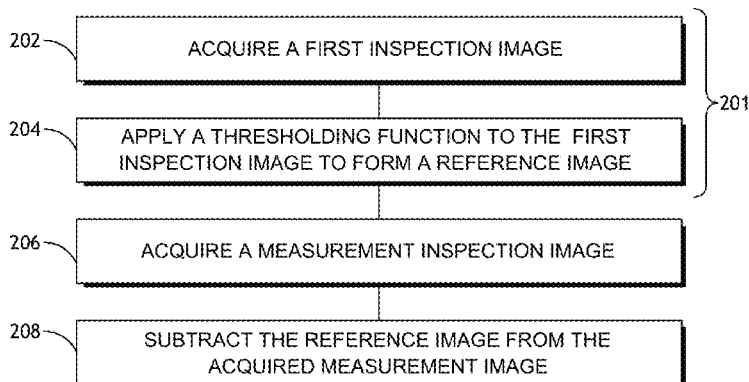 202
ACQUIRE A FIRST INSPECTION IMAGE
201
204
APPLY A THRESHOLDING FUNCTION TO THE FIRST
INSPECTION IMAGE TO FORM A REFERENCE IMAGE
206
ACQUIRE A MEASUREMENT INSPECTION IMAGE
208
SUBTRACT THE REFERENCE IMAGE FROM THE
ACQUIRED MEASUREMENT IMAGE